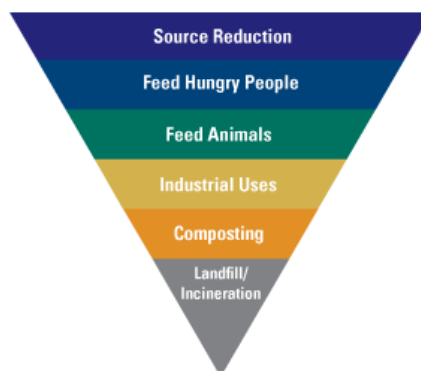 Source Reduction
Feed Hungry People
Feed Animals
Industrial Uses
Composting
Landfill/
Incineration